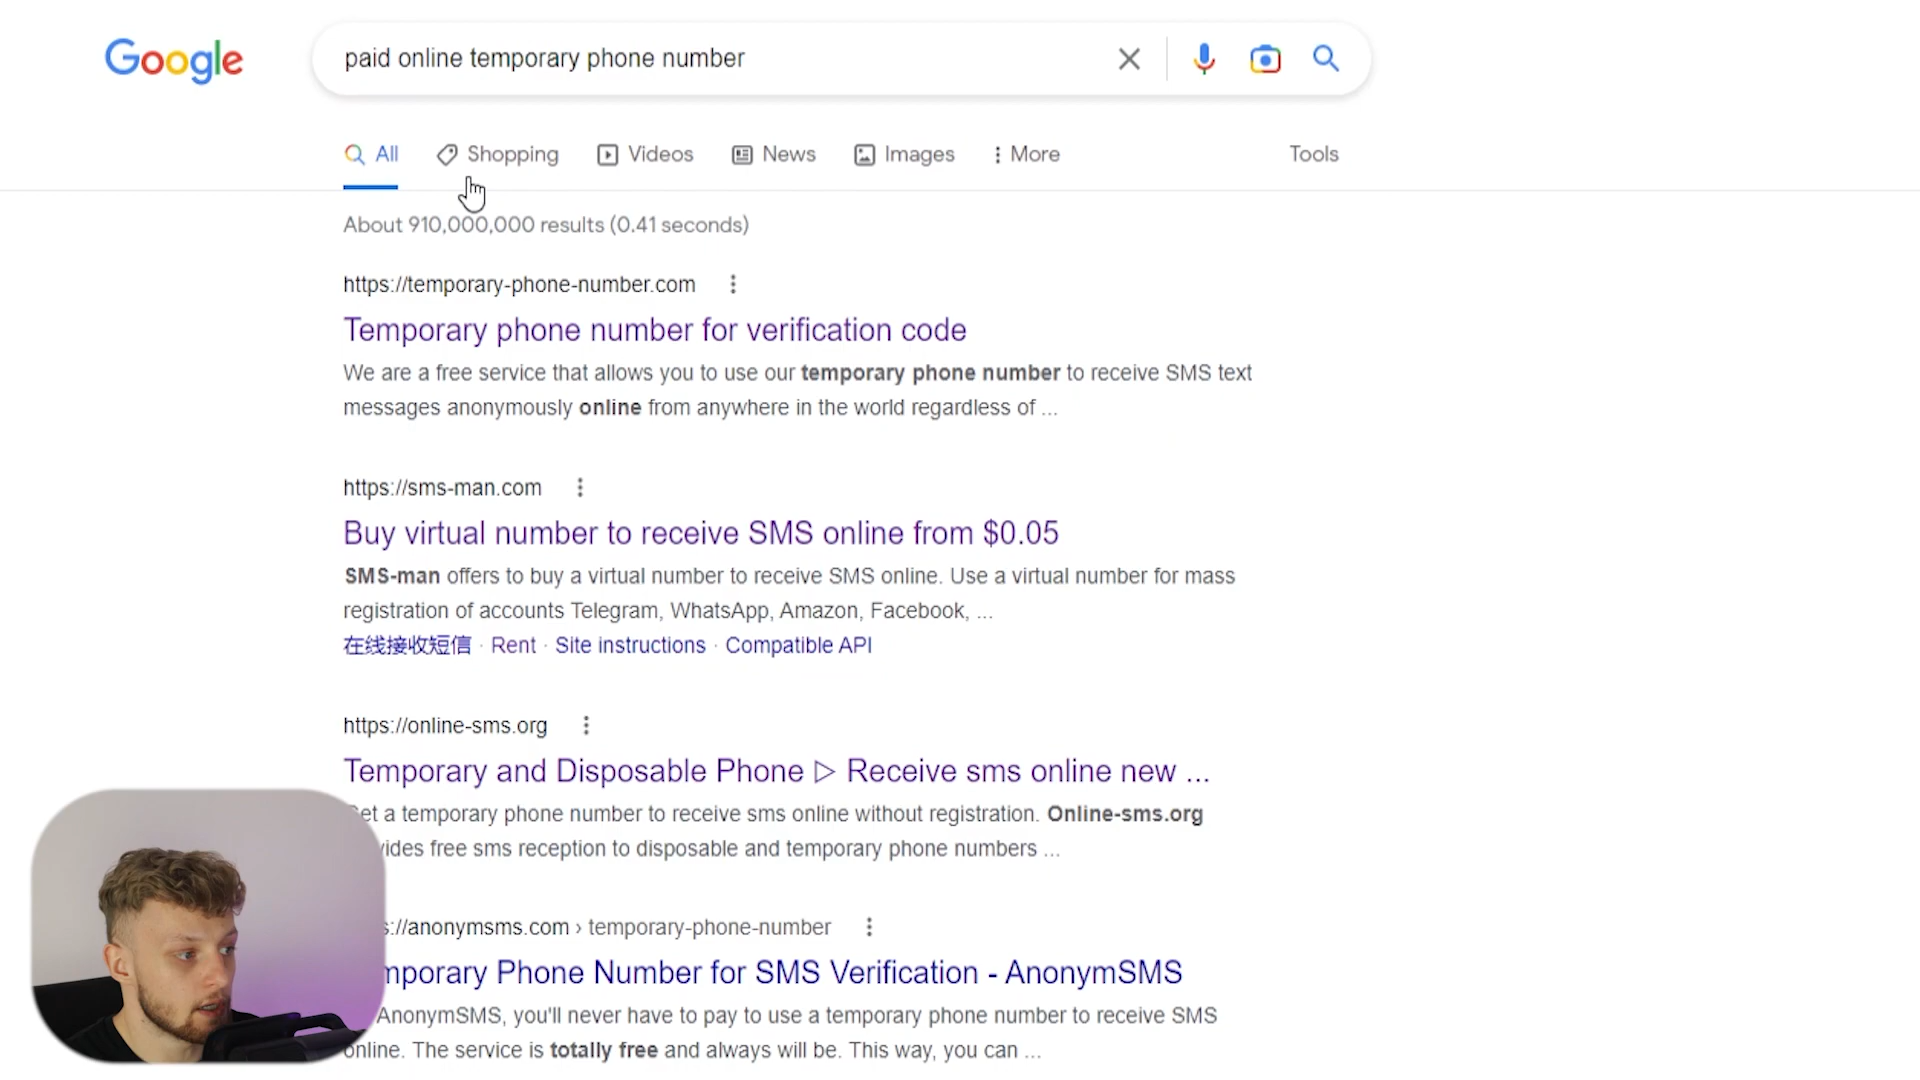 Google
paid online temporary phone number
All Shopping Videos News Images More Tools
About 910,000,000 results (0.41 seconds)
https://temporary-phone-number.com
Temporary phone number for verification code
We are a free service that allows you to use our temporary phone number to receive SMS text
messages anonymously online from anywhere in the world regardless of ...
https://sms-man.com
Buy virtual number to receive SMS online from $0.05
SMS-man offers to buy a virtual number to receive SMS online. Use a virtual number for mass
registration of accounts Telegram, WhatsApp, Amazon, Facebook, ...
在线接收短信 · Rent · Site instructions · Compatible API
https://online-sms.org
Temporary and Disposable Phone ▷ Receive sms online new ...
et a temporary phone number to receive sms online without registration. Online-sms.org
vides free sms reception to disposable and temporary phone numbers ...
s://anonymsms.com › temporary-phone-number
mporary Phone Number for SMS Verification - AnonymSMS
AnonymSMS, you'll never have to pay to use a temporary phone number to receive SMS
online. The service is totally free and always will be. This way, you can ...